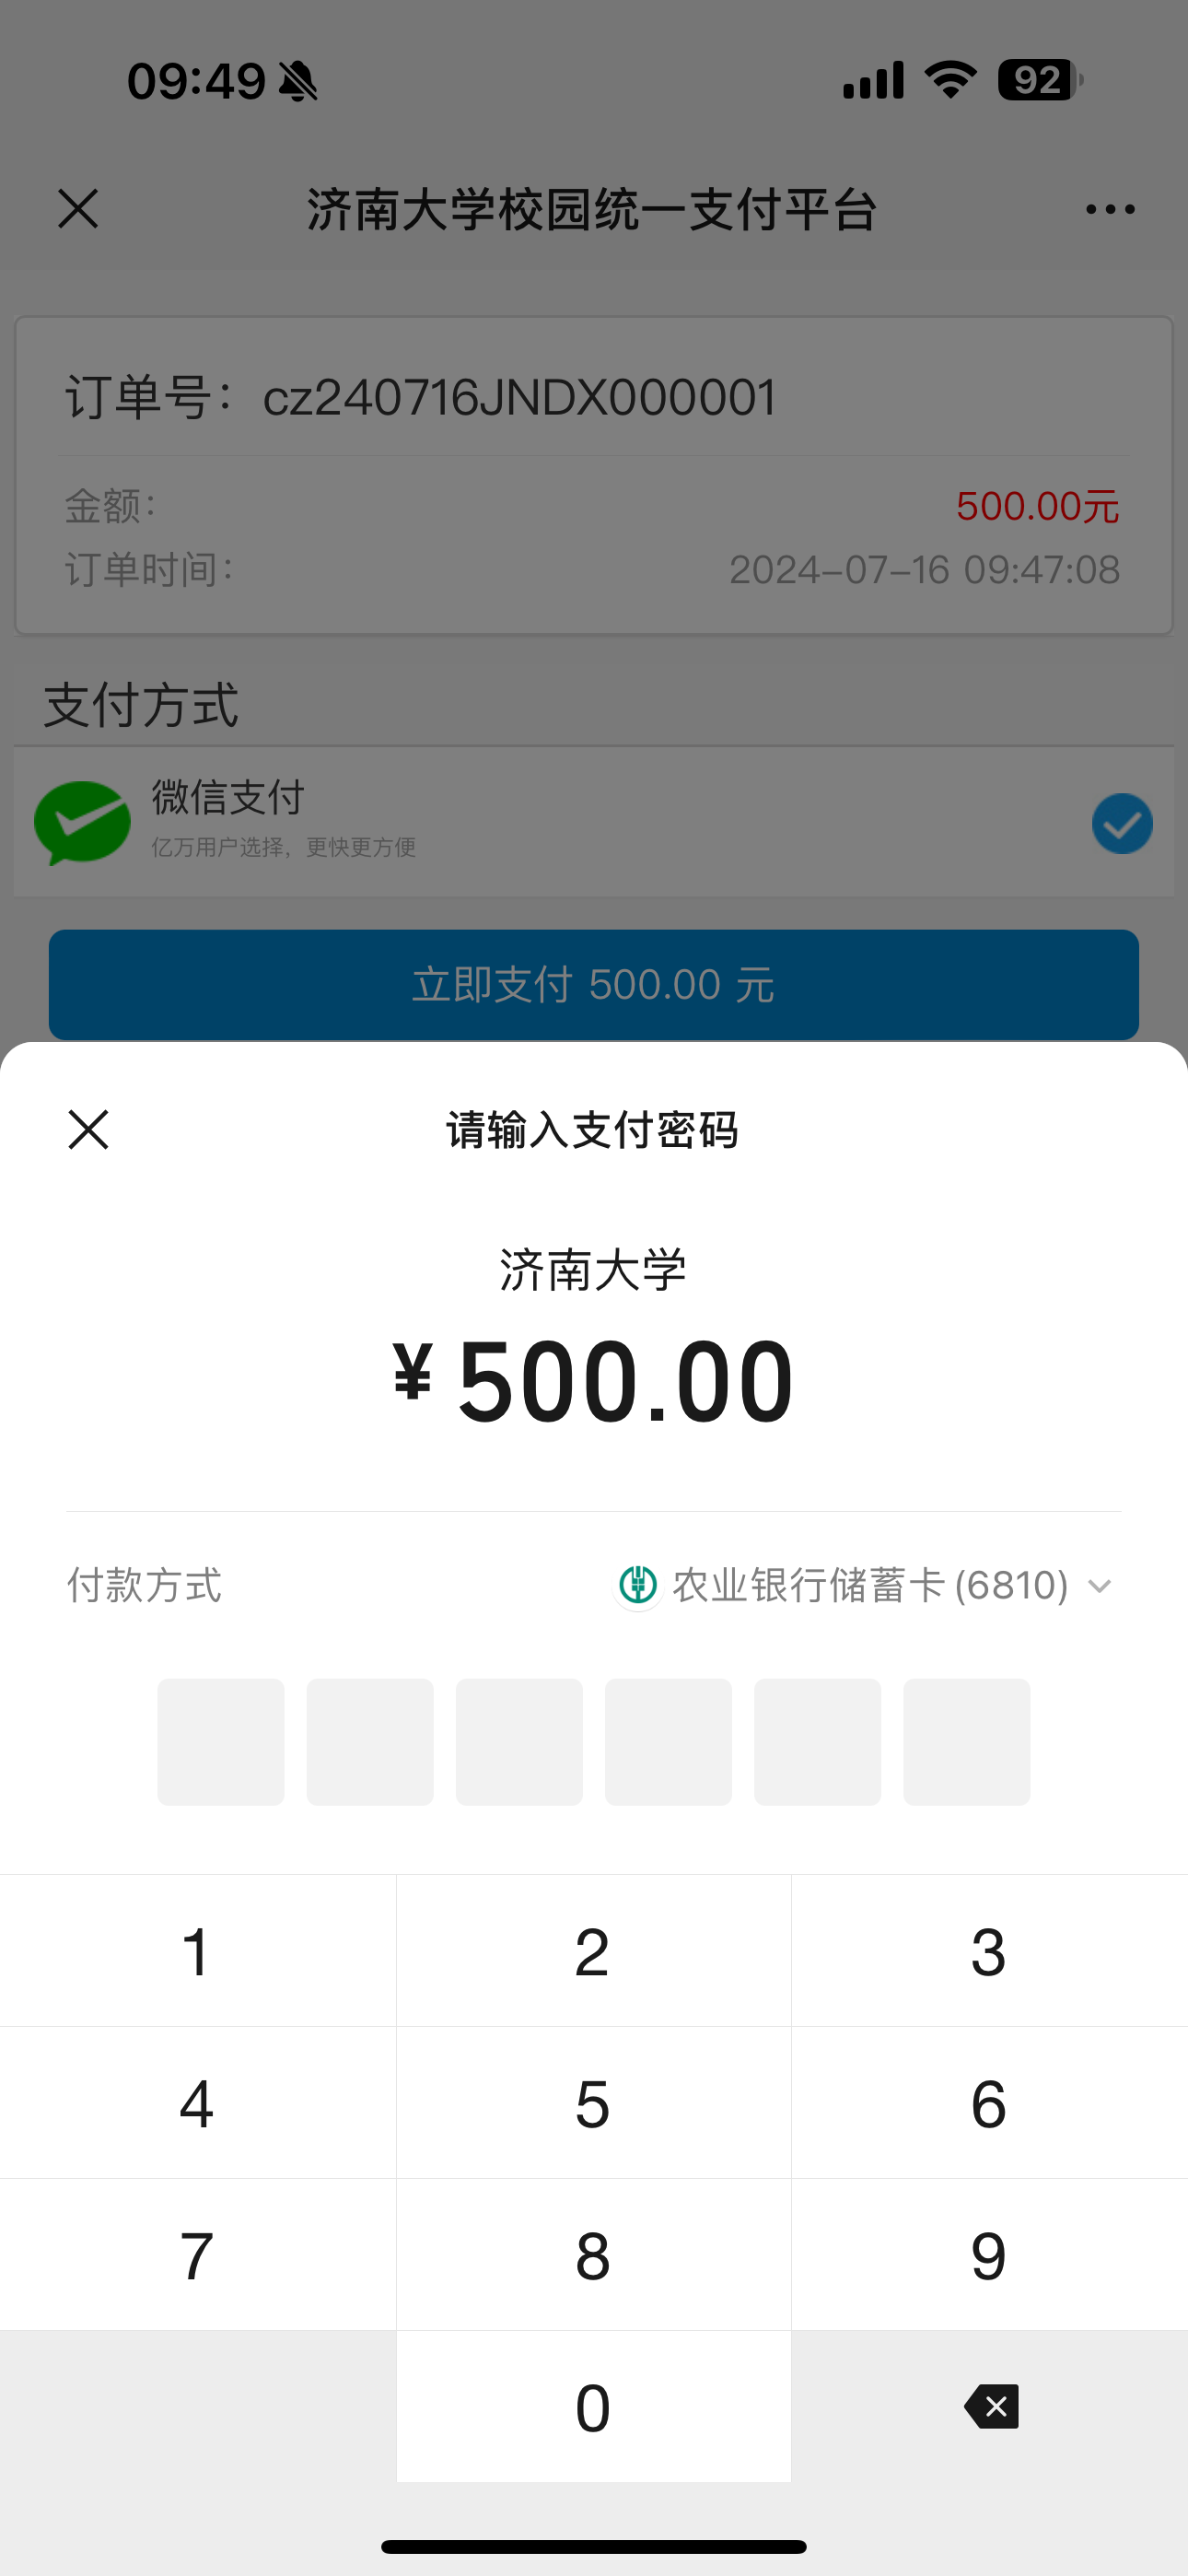 09:49
92
济南大学校园统一支付平台
订单号：cz240716JNDX000001
金额： 500.00元
订单时间： 2024-07-16 09:47:08
支付方式
微信支付
亿万用户选择，更快更方便
立即支付 500.00 元
请输入支付密码
济南大学
¥500.00
付款方式 农业银行储蓄卡(6810)
1 2 3
4 5 6
7 8 9
0